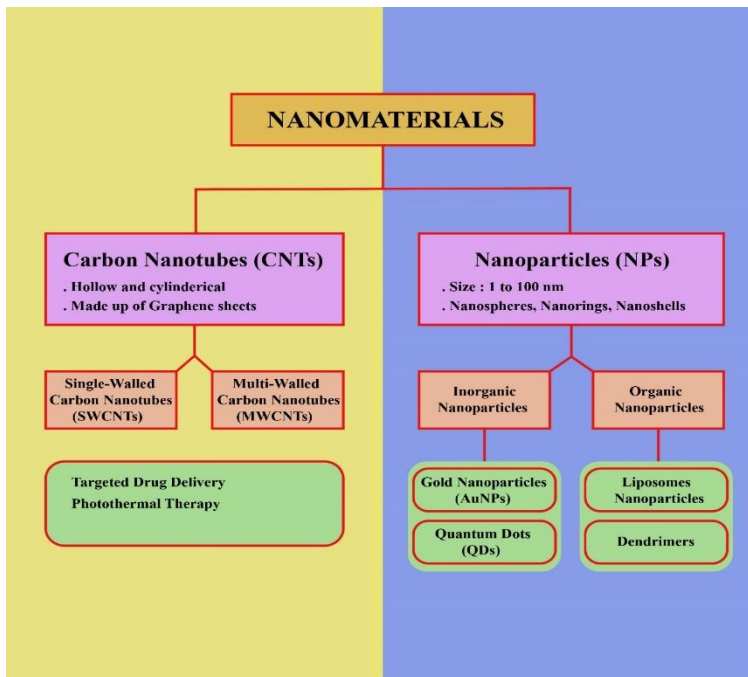 NANOMATERIALS
Carbon Nanotubes (CNTs)
. Hollow and cylinderical
. Made up of Graphene sheets
Single-Walled
Carbon Nanotubes
(SWCNTs)
Multi-Walled
Carbon Nanotubes
(MWCNTs)
Targeted Drug Delivery
Photothermal Therapy
Nanoparticles (NPs)
. Size : 1 to 100 nm
. Nanospheres, Nanorings, Nanoshells
Inorganic
Nanoparticles
Organic
Nanoparticles
Gold Nanoparticles
(AuNPs)
Quantum Dots
(QDs)
Liposomes
Nanoparticles
Dendrimers